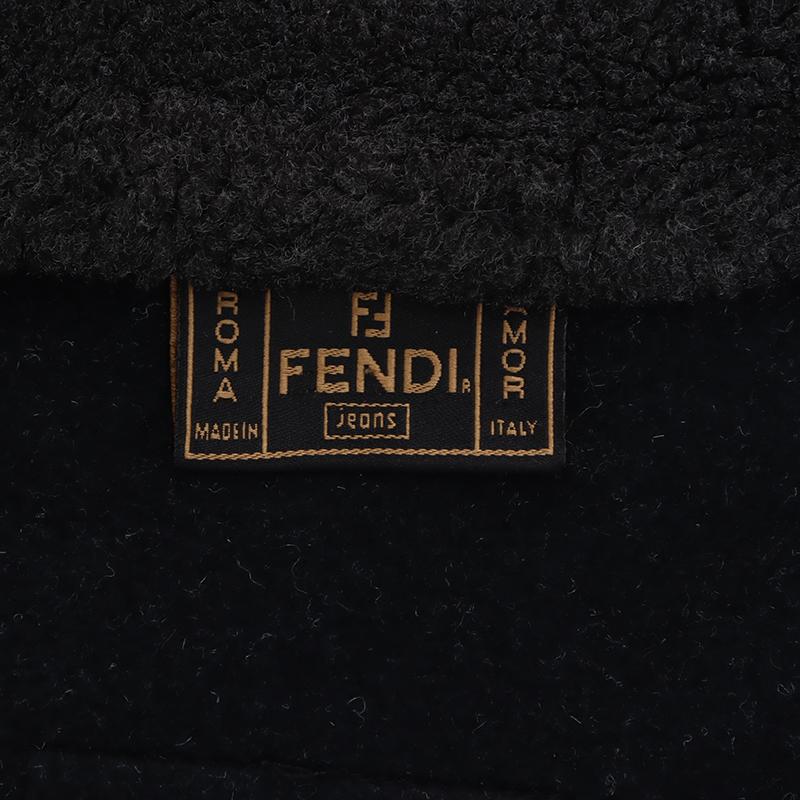 ROMA
MADE IN
FF
FENDI®
jeans
AMOR
ITALY